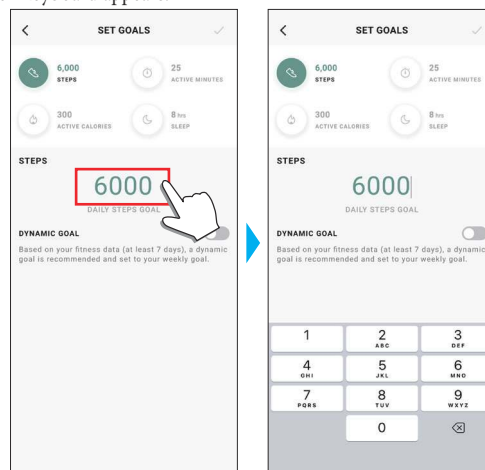 SET GOALS
6,000
STEPS
25
ACTIVE MINUTES
300
ACTIVE CALORIES
8 hrs
SLEEP
STEPS
6000
DAILY STEPS GOAL
DYNAMIC GOAL
Based on your fitness data (at least 7 days), a dynamic
goal is recommended and set to your weekly goal.
SET GOALS
6,000
STEPS
25
ACTIVE MINUTES
300
ACTIVE CALORIES
8 hrs
SLEEP
STEPS
6000
DAILY STEPS GOAL
DYNAMIC GOAL
Based on your fitness data (at least 7 days), a dynamic
goal is recommended and set to your weekly goal.
1 2 3
ABC DEF
4 5 6
GHI JKL MNO
7 8 9
PQRS TUV WXYZ
0